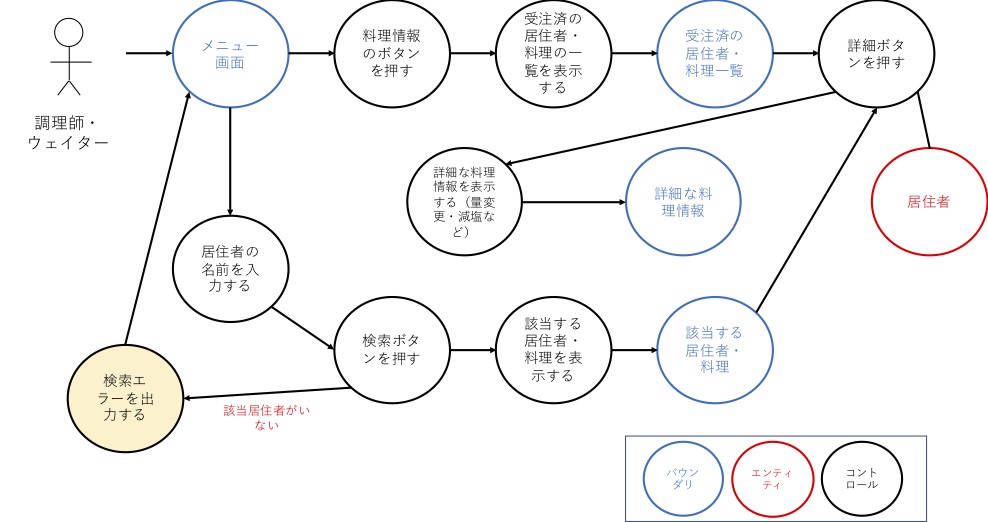 調理師・
ウェイター
メニュー
画面
料理情報
のボタン
を押す
受注済の
居住者・
料理の一
覧を表示
する
受注済の
居住者・
料理一覧
詳細ボタ
ンを押す
詳細な料理
情報を表示
する（量変
更・減塩な
ど）
詳細な料
理情報
居住者
居住者の
名前を入
力する
検索ボタ
ンを押す
該当する
居住者・
料理を表
示する
該当する
居住者・
料理
検索エ
ラーを出
力する
該当居住者がい
ない
バウン
ダリ
エンティ
ティ
コント
ロール